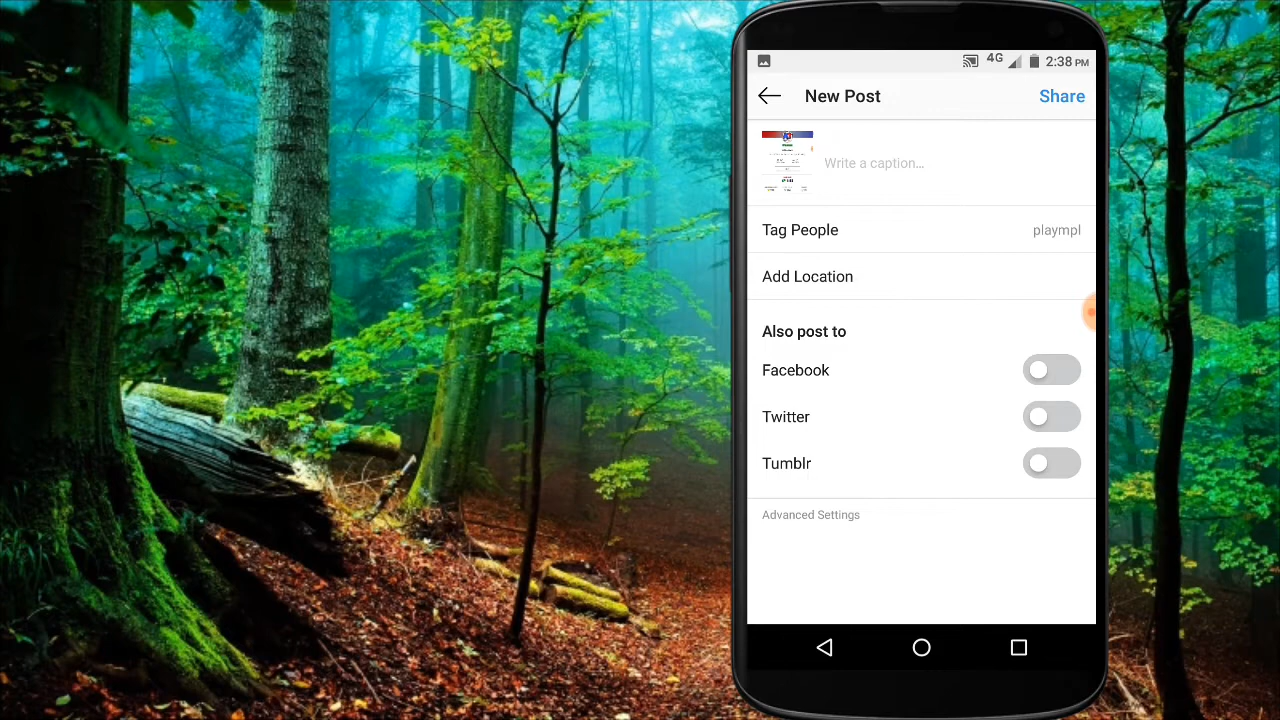 4G 2:38 PM
New Post Share
Write a caption...
Tag People plaympl
Add Location
Also post to
Facebook
Twitter
Tumblr
Advanced Settings